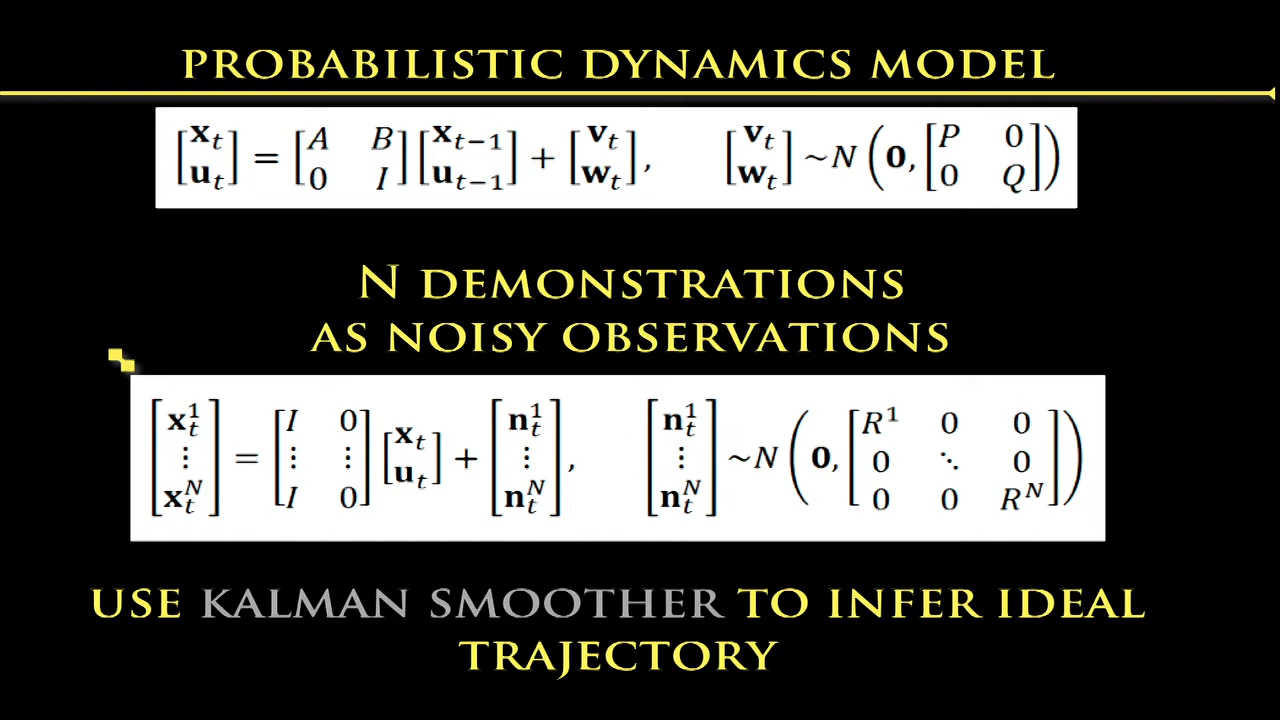 PROBABILISTIC DYNAMICS MODEL
[x_t; u_t] = [A B; 0 I] [x_{t-1}; u_{t-1}] + [v_t; w_t], [v_t; w_t] ~N (0, [P 0; 0 Q])
N DEMONSTRATIONS
AS NOISY OBSERVATIONS
[x_t^1; ⋮; x_t^N] = [I 0; ⋮ ⋮; I 0] [x_t; u_t] + [n_t^1; ⋮; n_t^N], [n_t^1; ⋮; n_t^N] ~N (0, [R^1 0 0; 0 ⋱ 0; 0 0 R^N])
USE KALMAN SMOOTHER TO INFER IDEAL
TRAJECTORY